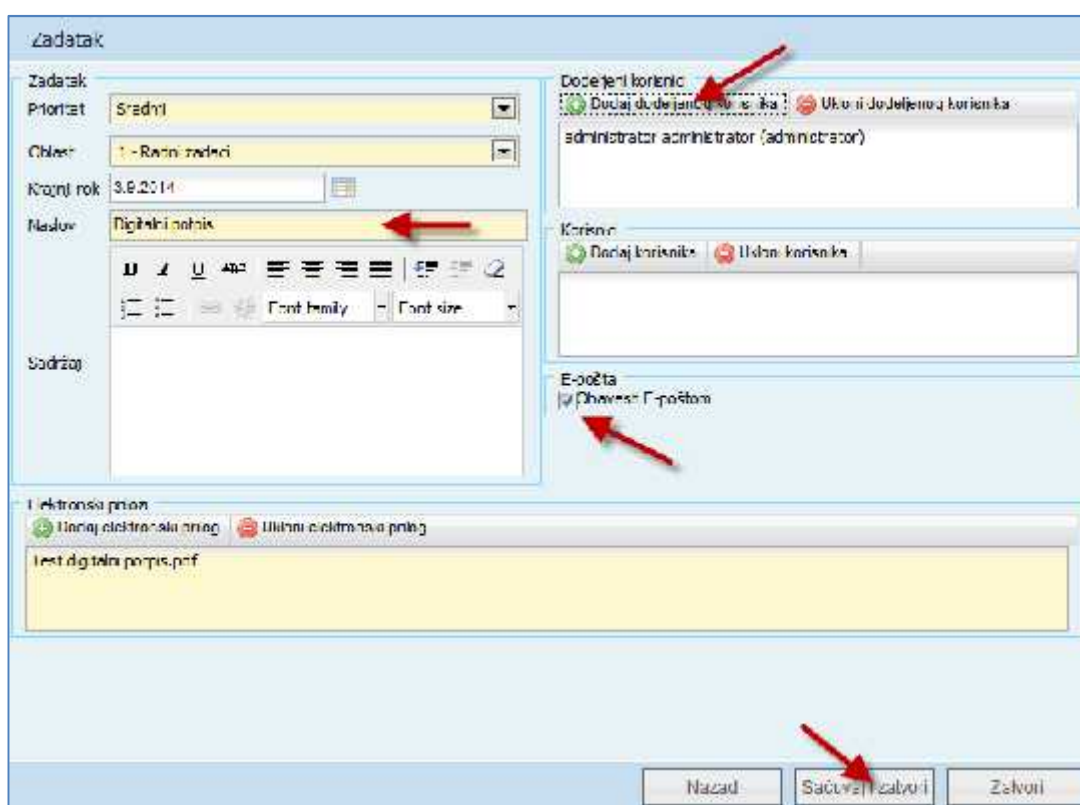 Zadatak
Zadatak
Prioritet Srednji
Oblast 1 - Radni zadaci
Krajnji rok 3.9.2014
Naslov Digitalni potpis
B I U ABC
Font family Font size
Sadržaj
Dodeljeni korisnici
Dodaj dodeljenog korisnika Ukloni dodeljenog korisnika
administrator administrator (administrator)
Korisnici
Dodaj korisnika Ukloni korisnika
E-pošta
Obavesti E-poštom
Elektronski prilozi
Dodaj elektronski prilog Ukloni elektronski prilog
Test digitalni potpis.pdf
Nazad Sačuvaj i zatvori Zatvori